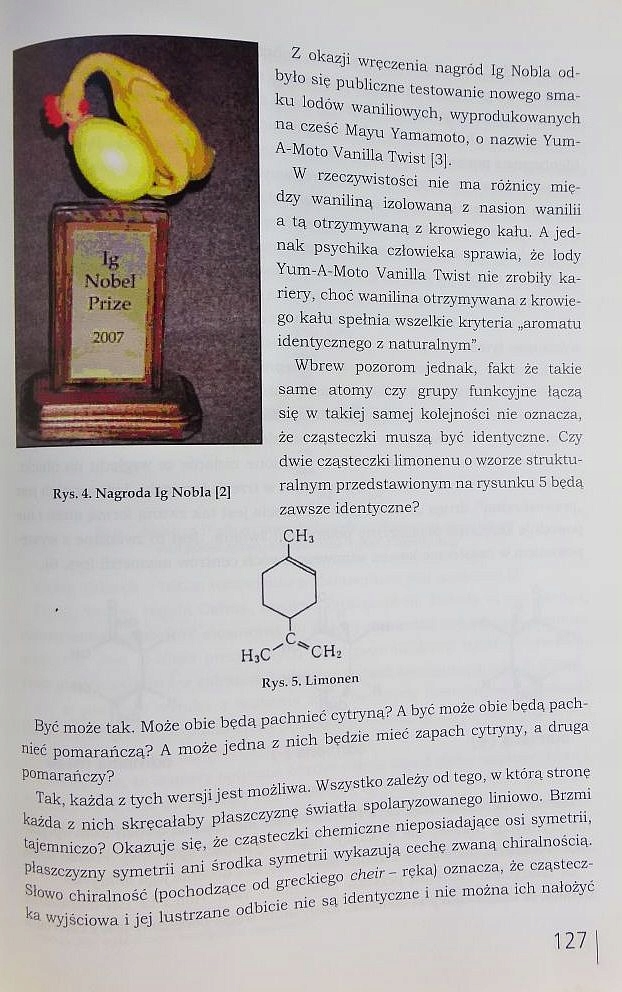 Ig
Nobel
Prize
2007
Rys. 4. Nagroda Ig Nobla [2]
Z okazji wręczenia nagród Ig Nobla od-
było się publiczne testowanie nowego sma-
ku lodów waniliowych, wyprodukowanych
na cześć Mayu Yamamoto, o nazwie Yum-
A-Moto Vanilla Twist [3].
W rzeczywistości nie ma różnicy mię-
dzy waniliną izolowaną z nasion wanilii
a tą otrzymywaną z krowiego kału. A jed-
nak psychika człowieka sprawia, że lody
Yum-A-Moto Vanilla Twist nie zrobiły ka-
riery, choć wanilina otrzymywana z krowie-
go kału spełnia wszelkie kryteria „aromatu
identycznego z naturalnym”.
Wbrew pozorom jednak, fakt że takie
same atomy czy grupy funkcyjne łączą
się w takiej samej kolejności nie oznacza,
że cząsteczki muszą być identyczne. Czy
dwie cząsteczki limonenu o wzorze struktu-
ralnym przedstawionym na rysunku 5 będą
zawsze identyczne?
CH₃
C
H₃C CH₂
Rys. 5. Limonen
Być może tak. Może obie będą pachnieć cytryną? A być może obie będą pach-
nieć pomarańczą? A może jedna z nich będzie mieć zapach cytryny, a druga
pomarańczy?
Tak, każda z tych wersji jest możliwa. Wszystko zależy od tego, w którą stronę
każda z nich skręcałaby płaszczyznę światła spolaryzowanego liniowo. Brzmi
tajemniczo? Okazuje się, że cząsteczki chemiczne nieposiadające osi symetrii,
płaszczyzny symetrii ani środka symetrii wykazują cechę zwaną chiralnością.
Słowo chiralność (pochodzące od greckiego cheir – ręka) oznacza, że cząstecz-
ka wyjściowa i jej lustrzane odbicie nie są identyczne i nie można ich nałożyć
127